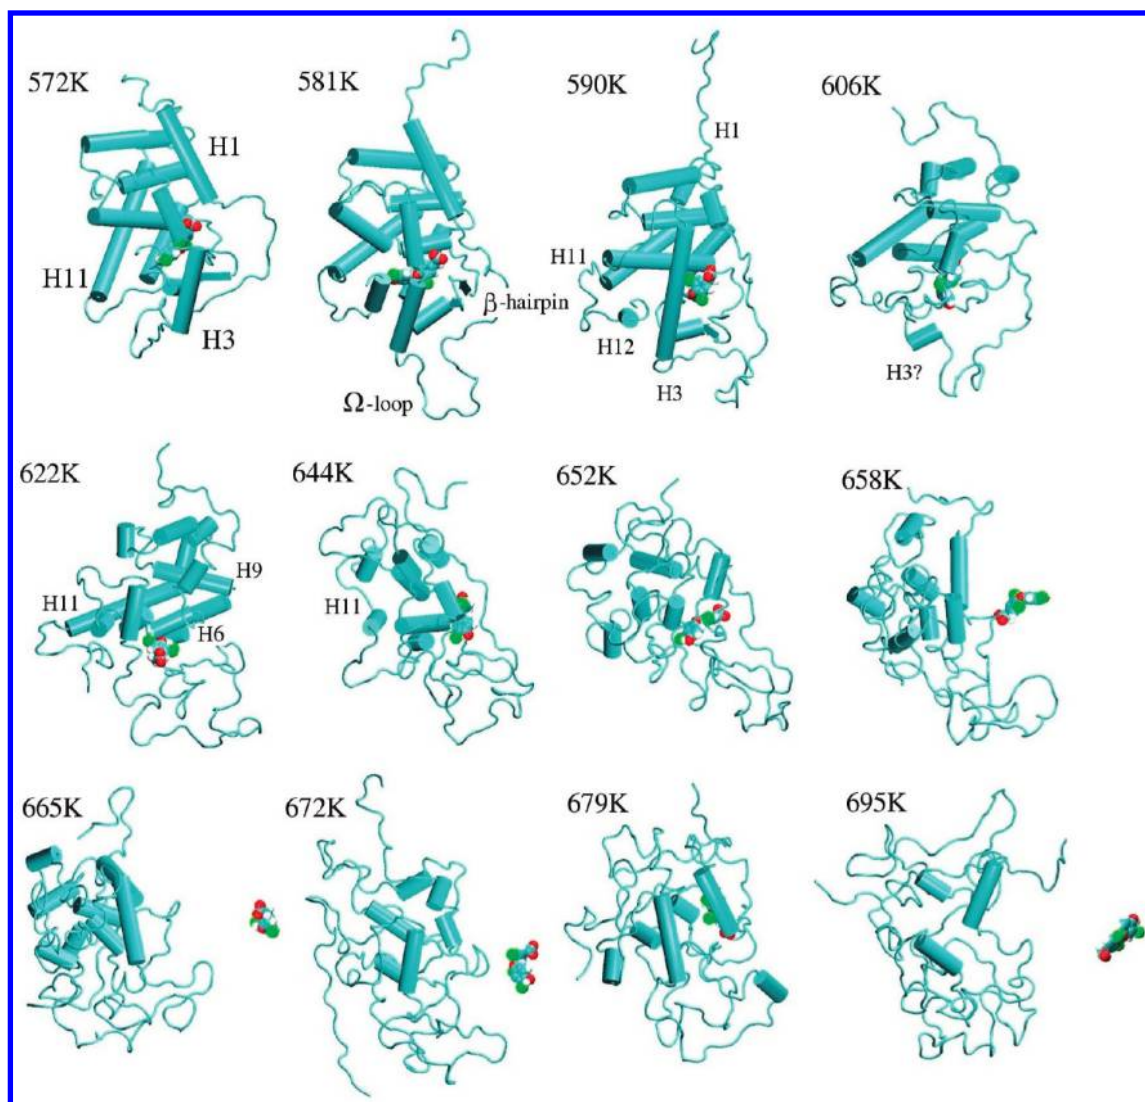 572K
581K
590K
606K
H1
H1
H11
H11
β-hairpin
H12
H3
H3
H3?
Ω-loop
622K
644K
652K
658K
H9
H11
H11
H6
665K
672K
679K
695K